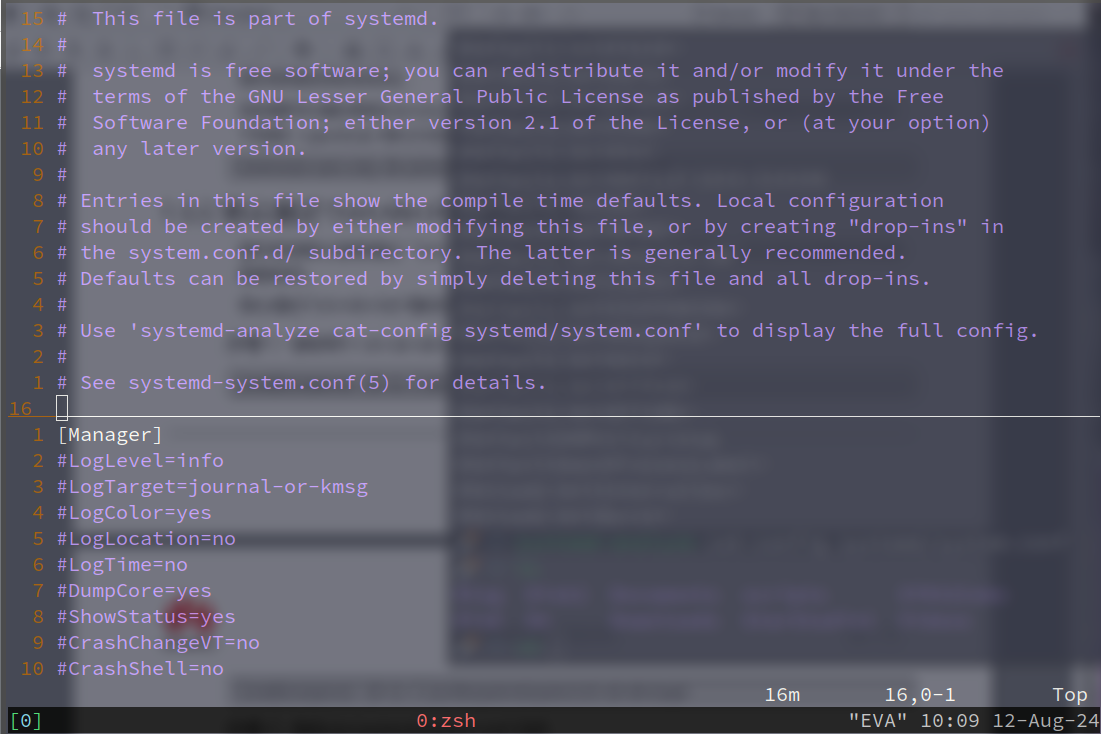 15 #  This file is part of systemd.
14 #
13 #  systemd is free software; you can redistribute it and/or modify it under the
12 #  terms of the GNU Lesser General Public License as published by the Free
11 #  Software Foundation; either version 2.1 of the License, or (at your option)
10 #  any later version.
9 #
8 # Entries in this file show the compile time defaults. Local configuration
7 # should be created by either modifying this file, or by creating "drop-ins" in
6 # the system.conf.d/ subdirectory. The latter is generally recommended.
5 # Defaults can be restored by simply deleting this file and all drop-ins.
4 #
3 # Use 'systemd-analyze cat-config systemd/system.conf' to display the full config.
2 #
1 # See systemd-system.conf(5) for details.
16
1 [Manager]
2 #LogLevel=info
3 #LogTarget=journal-or-kmsg
4 #LogColor=yes
5 #LogLocation=no
6 #LogTime=no
7 #DumpCore=yes
8 #ShowStatus=yes
9 #CrashChangeVT=no
10 #CrashShell=no
16m 16,0-1 Top
[0] 0:zsh "EVA" 10:09 12-Aug-24